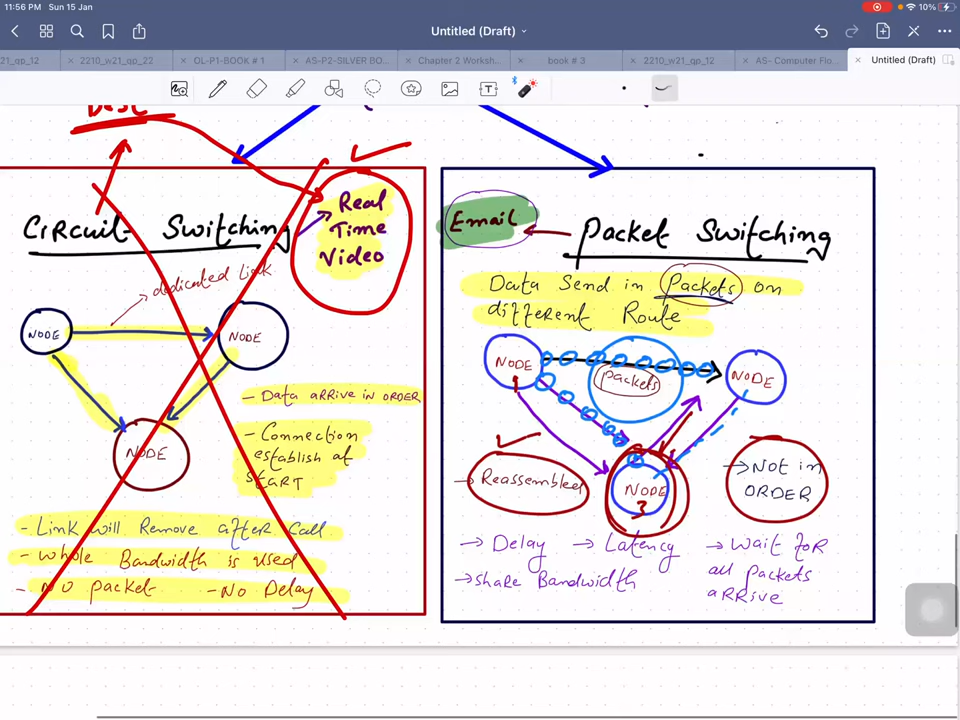 11:56 PM Sun 15 Jan
10%
Untitled (Draft)
21_qp_12
2210_w21_qp_22
OL-P1-BOOK # 1
AS-P2-SILVER BO...
Chapter 2 Worksh...
book # 3
2210_w21_qp_12
AS- Computer Flo...
Untitled (Draft)
Best
Circuit Switching
Real
Time
Video
dedicated Link
NODE
NODE
NODE
- Data arrive in order
- Connection
establish at
start
- Link will Remove after Call
- whole Bandwidth is used
- No packet - No Delay
Email
Packet Switching
Data Send in Packets on
different Route
NODE
1
Packets
NODE
Reassembled
NODE
3
Not in
ORDER
Delay
Latency
Wait for
all packets
arrive
share Bandwidth